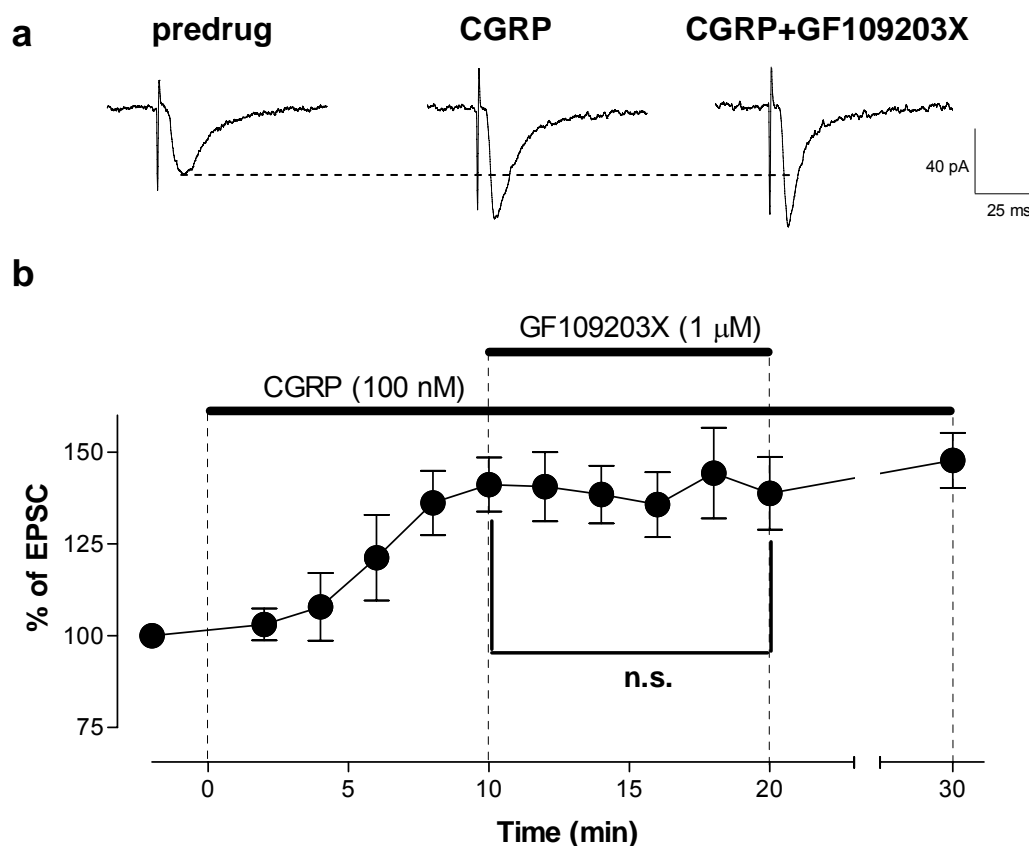 a
predrug CGRP CGRP+GF109203X
40 pA
25 ms
b
GF109203X (1 μM)
CGRP (100 nM)
150
125
100
75
% of EPSC
n.s.
0 5 10 15 20 30
Time (min)